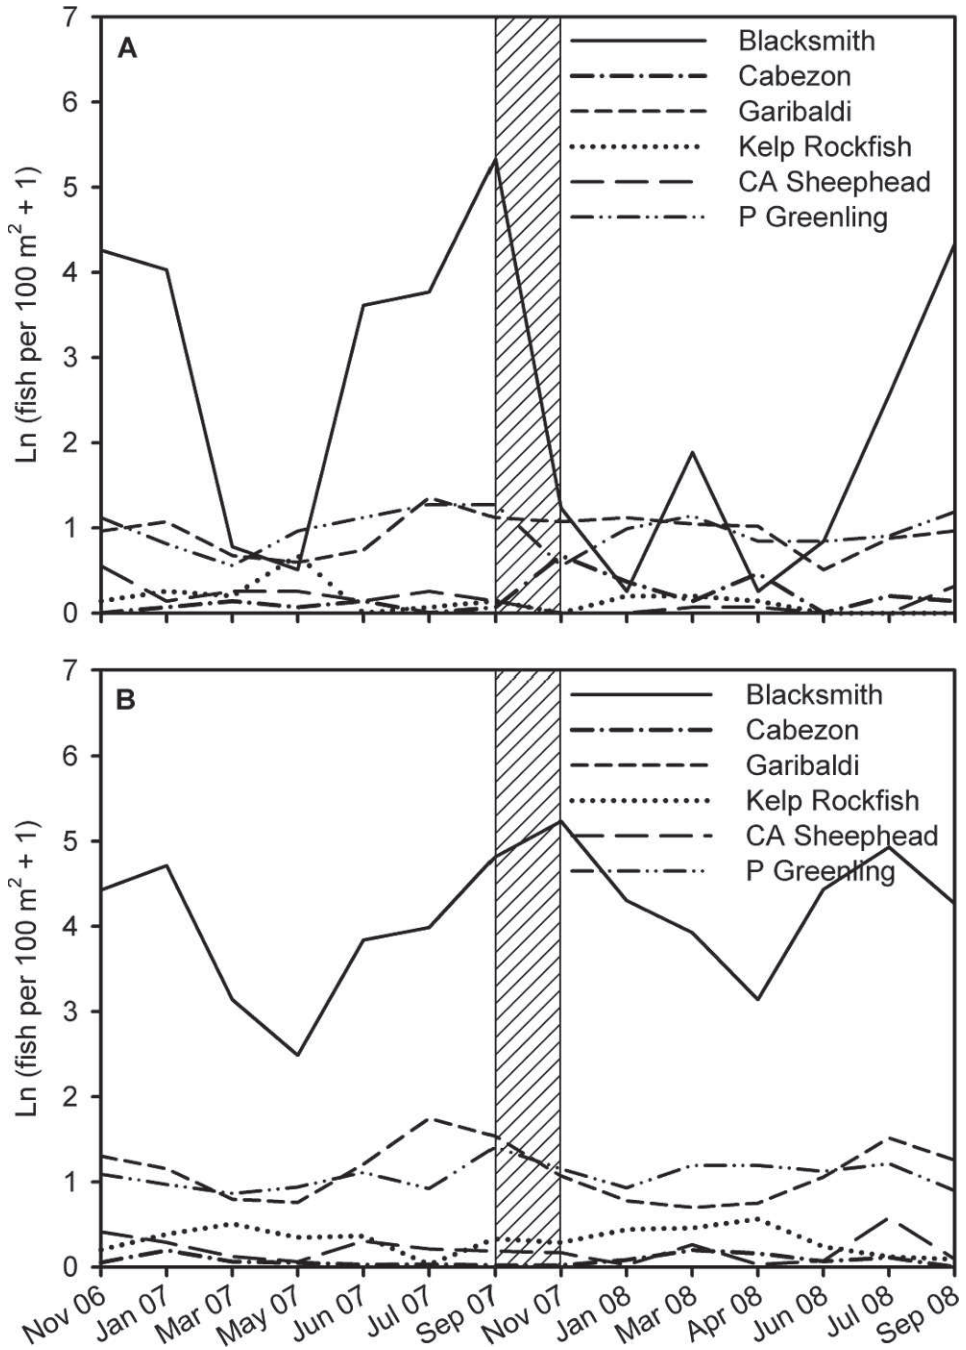 7
A
Blacksmith
6
Cabezon
Garibaldi
Kelp Rockfish
5
CA Sheephead
P Greenling
4
3
2
1
0
Ln (fish per 100 m² + 1)
7
B
Blacksmith
6
Cabezon
Garibaldi
Kelp Rockfish
5
CA Sheephead
P Greenling
4
3
2
1
0
Ln (fish per 100 m² + 1)
Nov 06 Jan 07 Mar 07 May 07 Jun 07 Jul 07 Sep 07 Nov 07 Jan 08 Mar 08 Apr 08 Jun 08 Jul 08 Sep 08